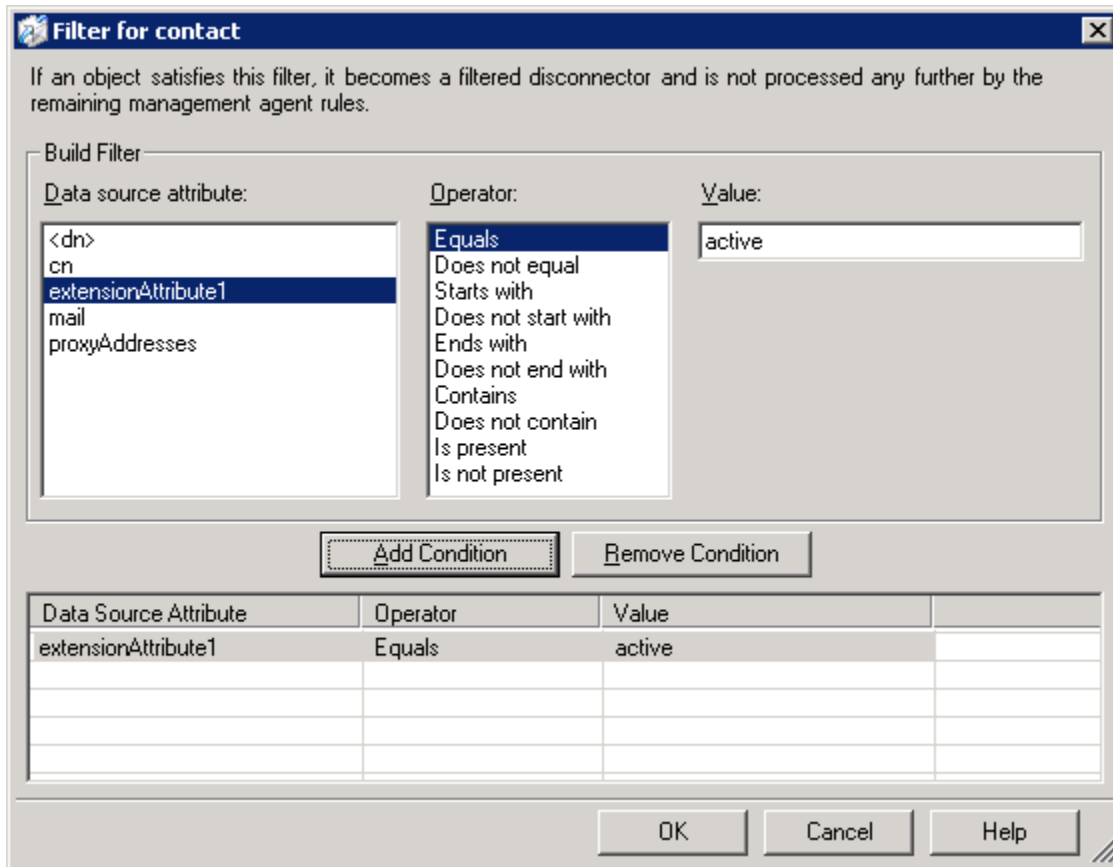 Filter for contact
If an object satisfies this filter, it becomes a filtered disconnector and is not processed any further by the
remaining management agent rules.
Build Filter
Data source attribute:
<dn>
cn
extensionAttribute1
mail
proxyAddresses
Operator:
Equals
Does not equal
Starts with
Does not start with
Ends with
Does not end with
Contains
Does not contain
Is present
Is not present
Value:
active
Add Condition
Remove Condition
Data Source Attribute Operator Value
extensionAttribute1 Equals active
OK Cancel Help